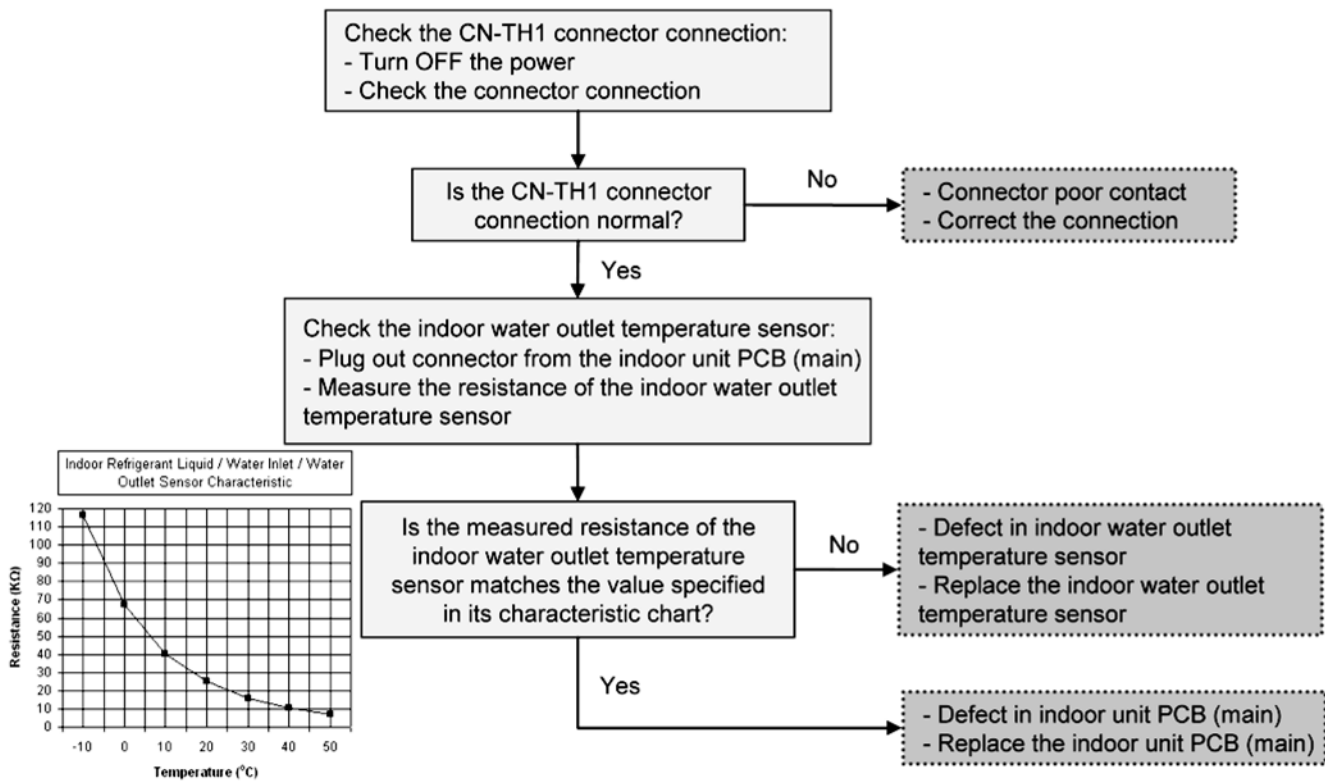 Check the CN-TH1 connector connection:
- Turn OFF the power
- Check the connector connection
Is the CN-TH1 connector
connection normal?
No
- Connector poor contact
- Correct the connection
Yes
Check the indoor water outlet temperature sensor:
- Plug out connector from the indoor unit PCB (main)
- Measure the resistance of the indoor water outlet
temperature sensor
Indoor Refrigerant Liquid / Water Inlet / Water
Outlet Sensor Characteristic
Resistance (KΩ)
120
110
100
90
80
70
60
50
40
30
20
10
0
-10 0 10 20 30 40 50
Temperature (°C)
Is the measured resistance of the
indoor water outlet temperature
sensor matches the value specified
in its characteristic chart?
No
- Defect in indoor water outlet
temperature sensor
- Replace the indoor water outlet
temperature sensor
Yes
- Defect in indoor unit PCB (main)
- Replace the indoor unit PCB (main)